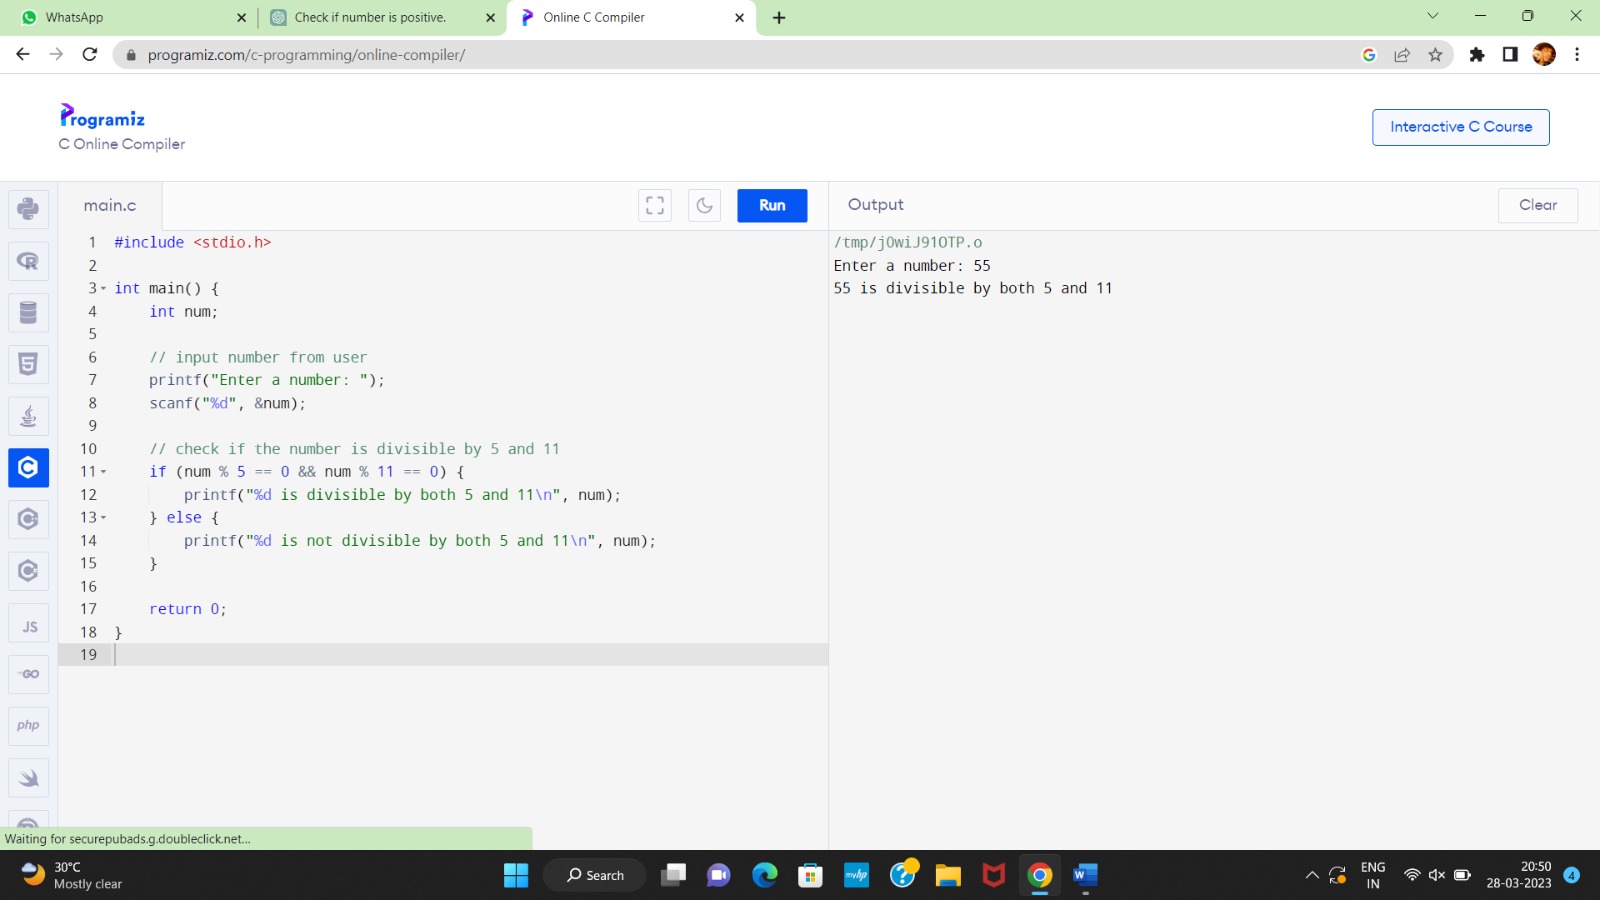 WhatsApp
Check if number is positive.
Online C Compiler
programiz.com/c-programming/online-compiler/
Programiz
C Online Compiler
Interactive C Course
main.c
Run
Output
Clear
1 #include <stdio.h>
2
3 int main() {
4     int num;
5
6     // input number from user
7     printf("Enter a number: ");
8     scanf("%d", &num);
9
10     // check if the number is divisible by 5 and 11
11     if (num % 5 == 0 && num % 11 == 0) {
12         printf("%d is divisible by both 5 and 11\n", num);
13     } else {
14         printf("%d is not divisible by both 5 and 11\n", num);
15     }
16
17     return 0;
18 }
19
/tmp/jOwiJ91OTP.o
Enter a number: 55
55 is divisible by both 5 and 11
R
5
C
JS
GO
php
Waiting for securepubads.g.doubleclick.net...
30°C
Mostly clear
Search
myhp
W
ENG
IN
20:50
28-03-2023
4